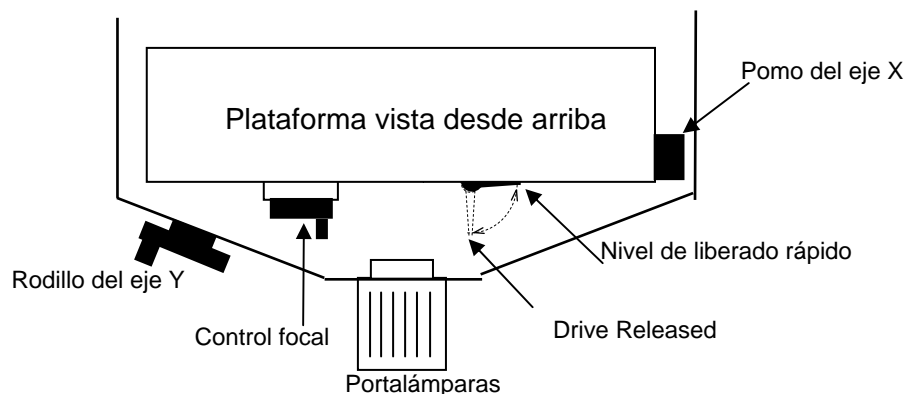 Pomo del eje X
Plataforma vista desde arriba
Nivel de liberado rápido
Rodillo del eje Y
Drive Released
Control focal
Portalámparas